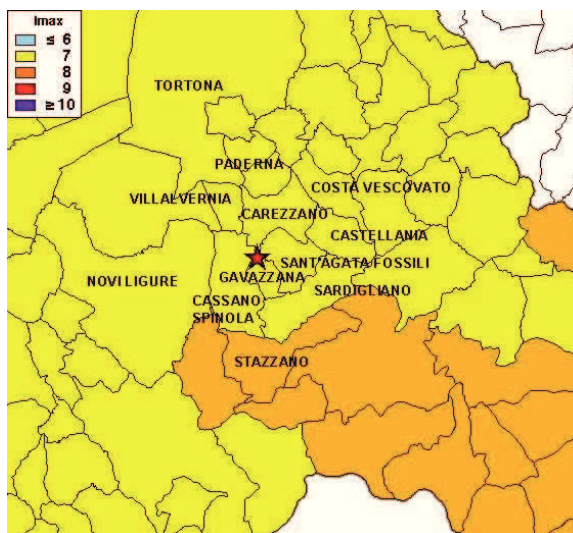 Imax
≤ 6
7
8
9
≥ 10
TORTONA
PADERNA
COSTA VESCOVATO
VILLALVERNIA
CAREZZANO
CASTELLANIA
SANT'AGATA FOSSILI
NOVI LIGURE
GAVAZZANA
SARDIGLIANO
CASSANO
SPINOLA
STAZZANO